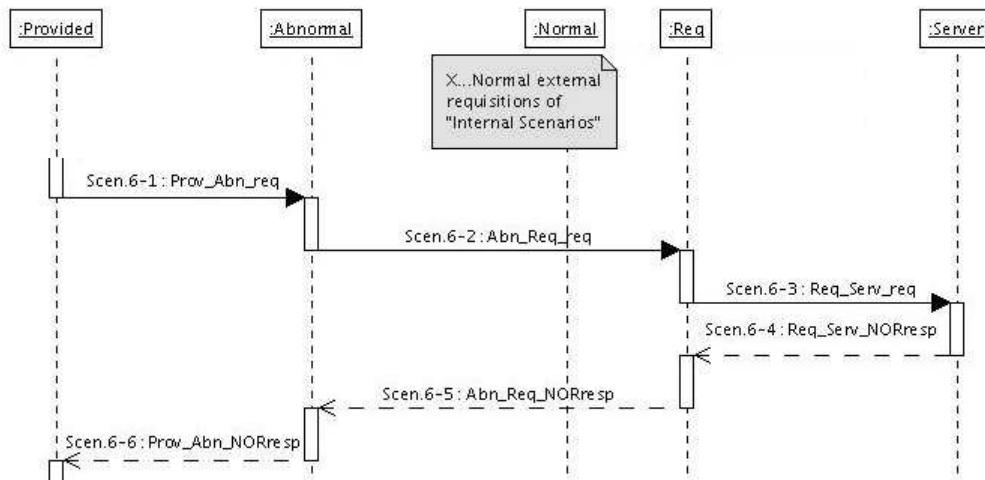 :Provided
:Abnormal
:Normal
:Req
:Server
X...Normal external
requisitions of
"Internal Scenarios"
Scen.6-1: Prov_Abn_req
Scen.6-2: Abn_Req_req
Scen.6-3: Req_Serv_req
Scen.6-4: Req_Serv_NORresp
Scen.6-5: Abn_Req_NORresp
Scen.6-6: Prov_Abn_NORresp